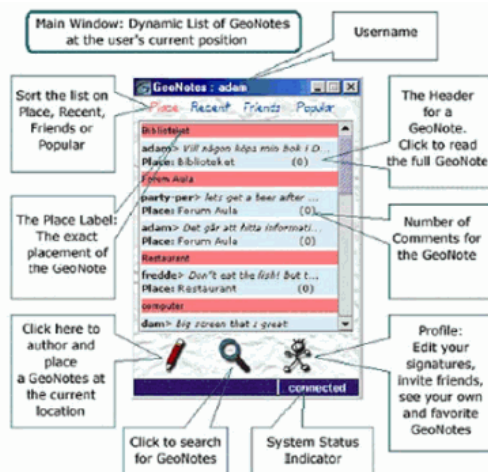 Main Window: Dynamic List of GeoNotes
at the user's current position
Username
Sort the list on
Place, Recent,
Friends or
Popular
GeoNotes : adam
Place Recent Friends Popular
The Header
for a
GeoNote.
Click to read
the full GeoNote
Biblioteket
adam> Vill någon köpa min bok i D...
Place: Biblioteket (0)
Forum Aula
party-per> lets get a beer after ...
Place: Forum Aula (0)
adam> Det går att hitta informati...
Place: Forum Aula (0)
Restaurant
fredde> Don't eat the fish! but t...
Place: Restaurant (0)
computer
dam> big screen that s great
The Place Label:
The exact
placement of
the GeoNote
Number of
Comments for
the GeoNote
Click here to
author and
place
a GeoNotes at
the current
location
Profile:
Edit your
signatures,
invite friends,
see your own
and favorite
GeoNotes
connected
Click to search
for GeoNotes
System Status
Indicator